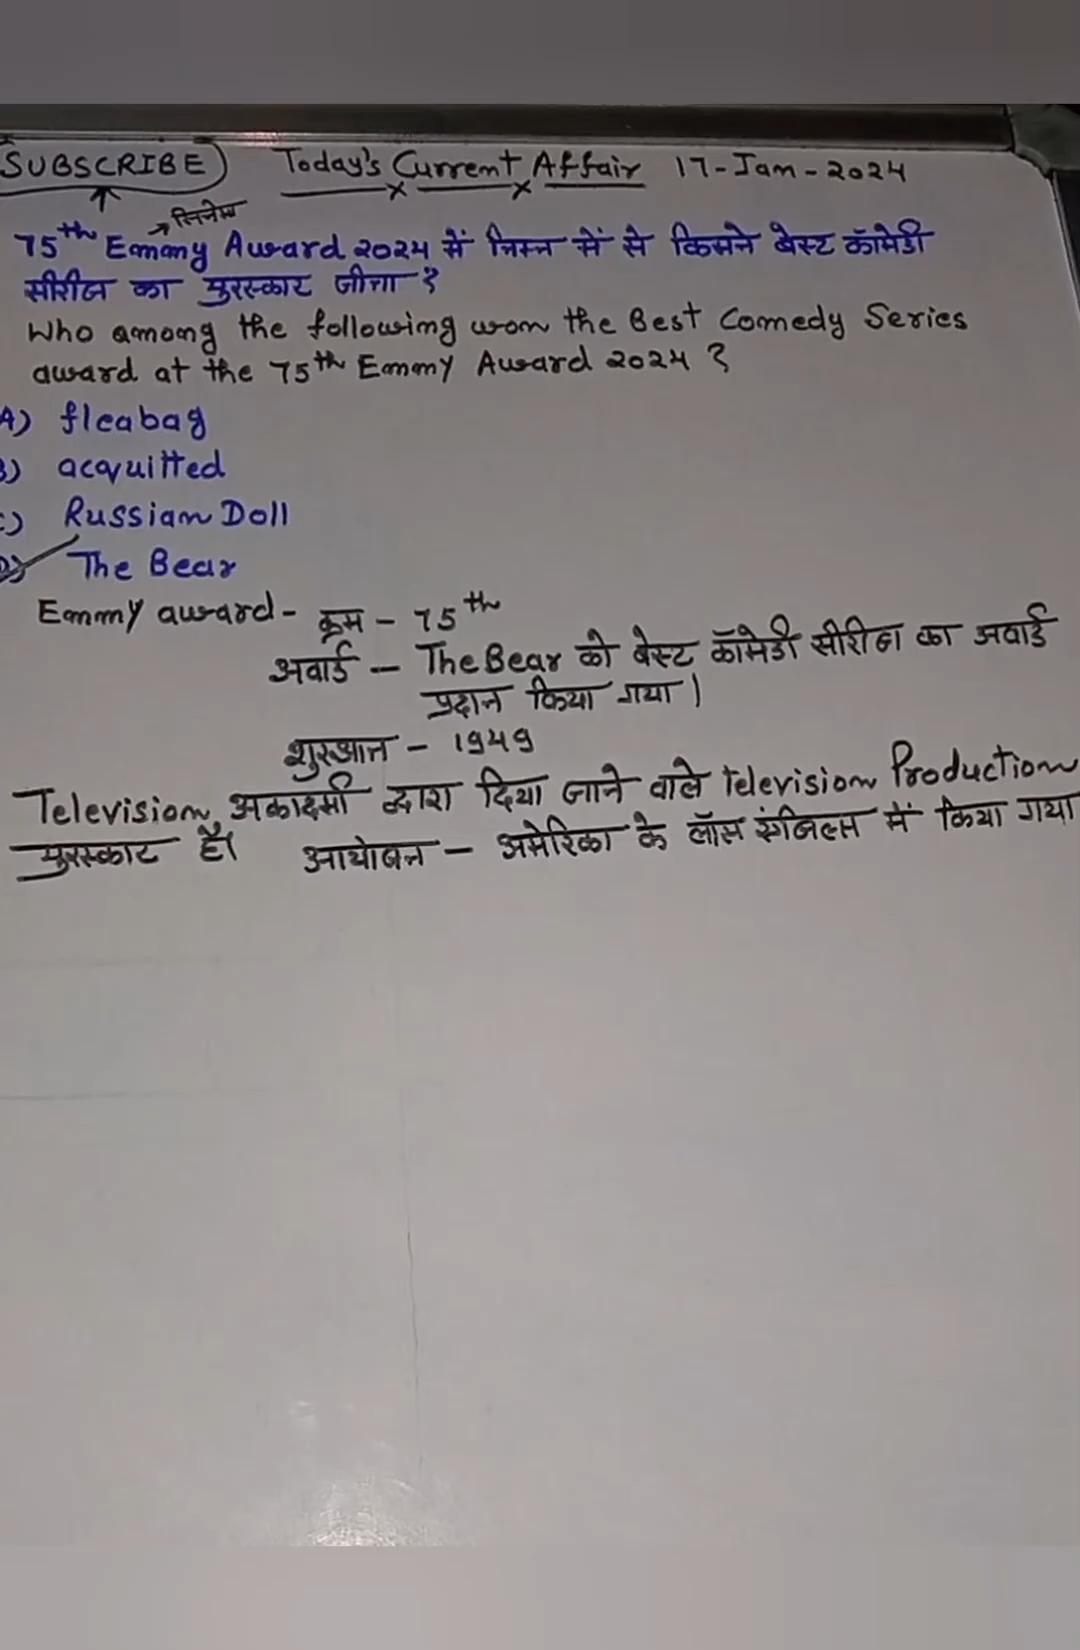 SUBSCRIBE Today's Current Affair 17-Jan-2024
→ सिनेमा
75th Emmy Award 2024 में निम्न में से किसने बेस्ट कॉमेडी
सीरीज का पुरस्कार जीता ?
Who among the following won the Best Comedy Series
award at the 75th Emmy Award 2024 ?
A) fleabag
B) acquitted
C) Russian Doll
D) The Bear
Emmy award - क्रम - 75th
अवार्ड - The Bear को बेस्ट कॉमेडी सीरीज का अवार्ड
प्रदान किया गया।
शुरुआत - 1949
Television, अकादमी द्वारा दिया जाने वाले Television Production
पुरस्कार है। आयोजन - अमेरिका के लॉस एंजिल्स में किया गया